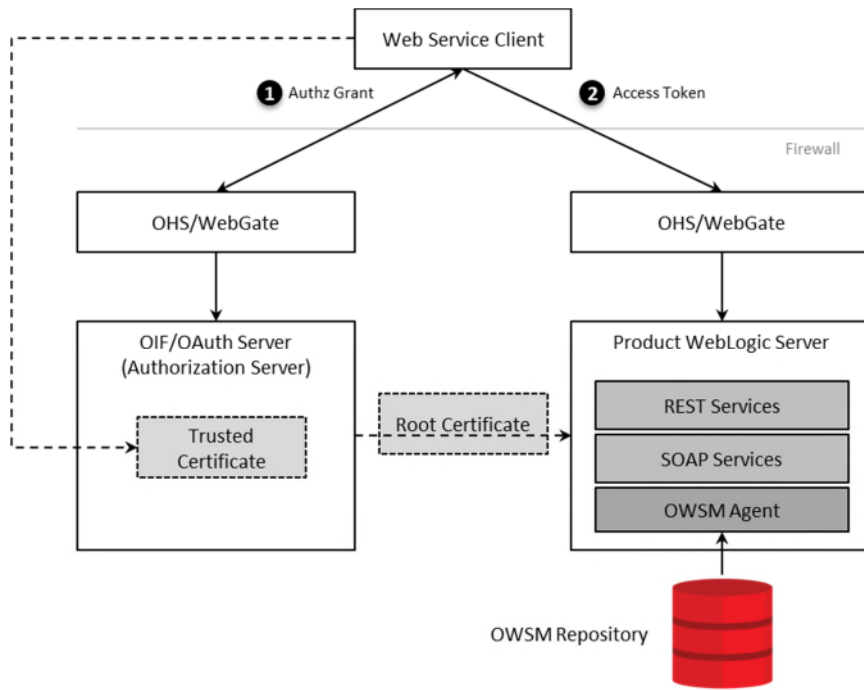 Web Service Client
1 Authz Grant
2 Access Token
Firewall
OHS/WebGate
OHS/WebGate
OIF/OAuth Server
(Authorization Server)
Trusted
Certificate
Root Certificate
Product WebLogic Server
REST Services
SOAP Services
OWSM Agent
OWSM Repository